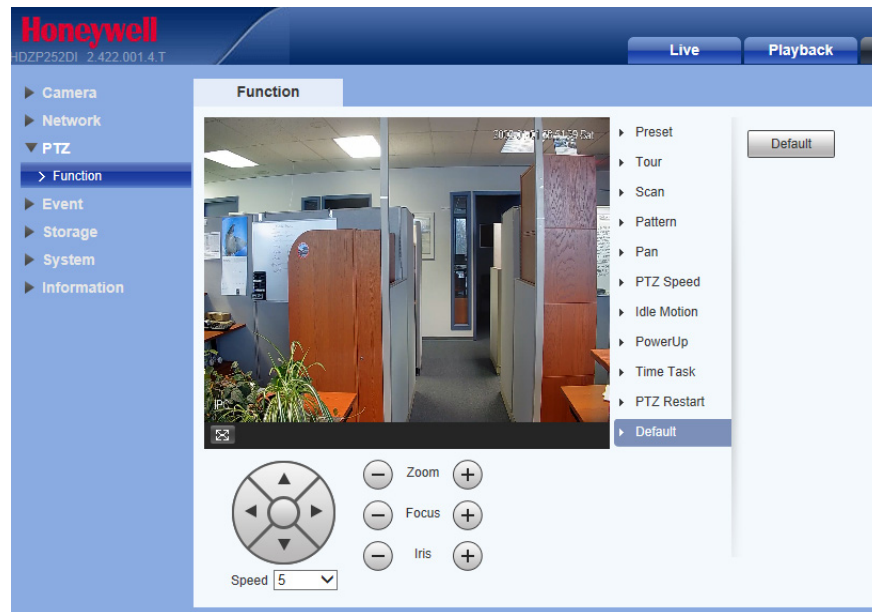 Honeywell
HDZP252DI 2.422.001.4.T
Live
Playback
Camera
Network
PTZ
Function
Event
Storage
System
Information
Function
Preset
Tour
Scan
Pattern
Pan
PTZ Speed
Idle Motion
PowerUp
Time Task
PTZ Restart
Default
Default
IP
Zoom
Focus
Iris
Speed 5